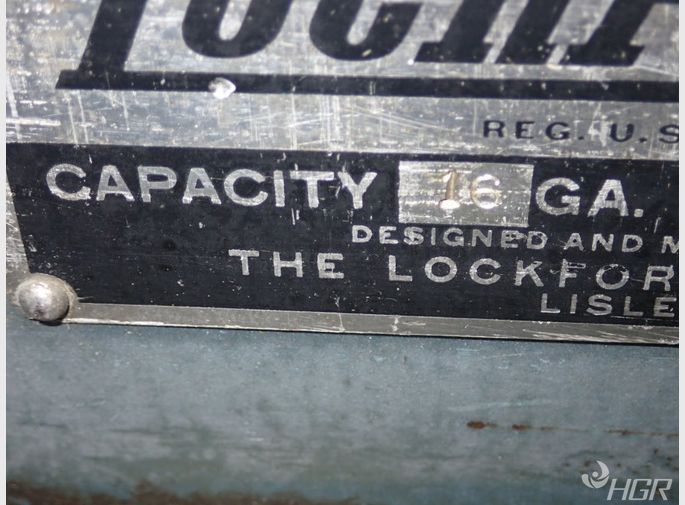 REG. U.S
CAPACITY 16 GA.
DESIGNED AND M
THE LOCKFOR
LISLE
HGR